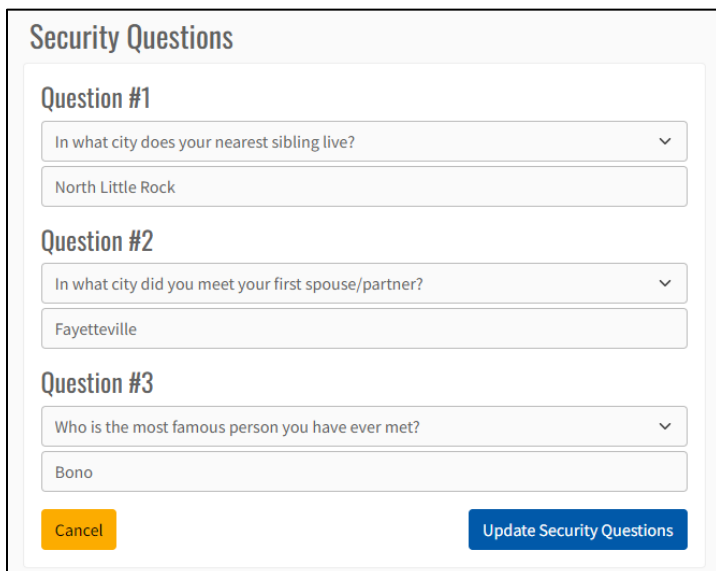 Security Questions
Question #1
In what city does your nearest sibling live?
North Little Rock
Question #2
In what city did you meet your first spouse/partner?
Fayetteville
Question #3
Who is the most famous person you have ever met?
Bono
Cancel
Update Security Questions